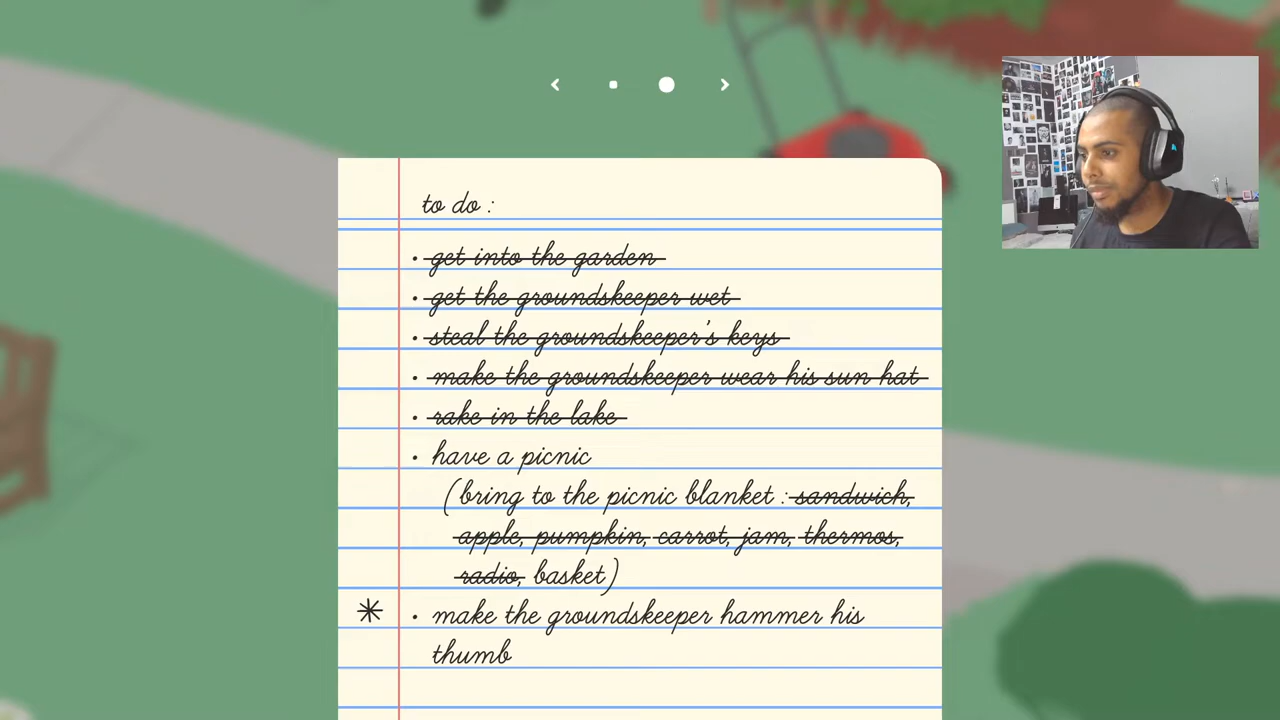 to do :
• get into the garden
• get the groundskeeper wet
• steal the groundskeeper's keys
• make the groundskeeper wear his sun hat
• rake in the lake
• have a picnic
(bring to the picnic blanket : sandwich,
apple, pumpkin, carrot, jam, thermos,
radio, basket)
• make the groundskeeper hammer his
thumb